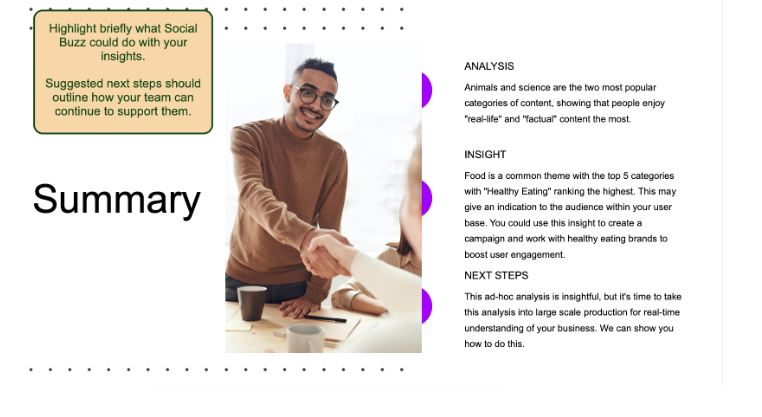 Highlight briefly what Social
Buzz could do with your
insights.
Suggested next steps should
outline how your team can
continue to support them.
Summary
ANALYSIS
Animals and science are the two most popular
categories of content, showing that people enjoy
"real-life" and "factual" content the most.
INSIGHT
Food is a common theme with the top 5 categories
with "Healthy Eating" ranking the highest. This may
give an indication to the audience within your user
base. You could use this insight to create a
campaign and work with healthy eating brands to
boost user engagement.
NEXT STEPS
This ad-hoc analysis is insightful, but it's time to take
this analysis into large scale production for real-time
understanding of your business. We can show you
how to do this.